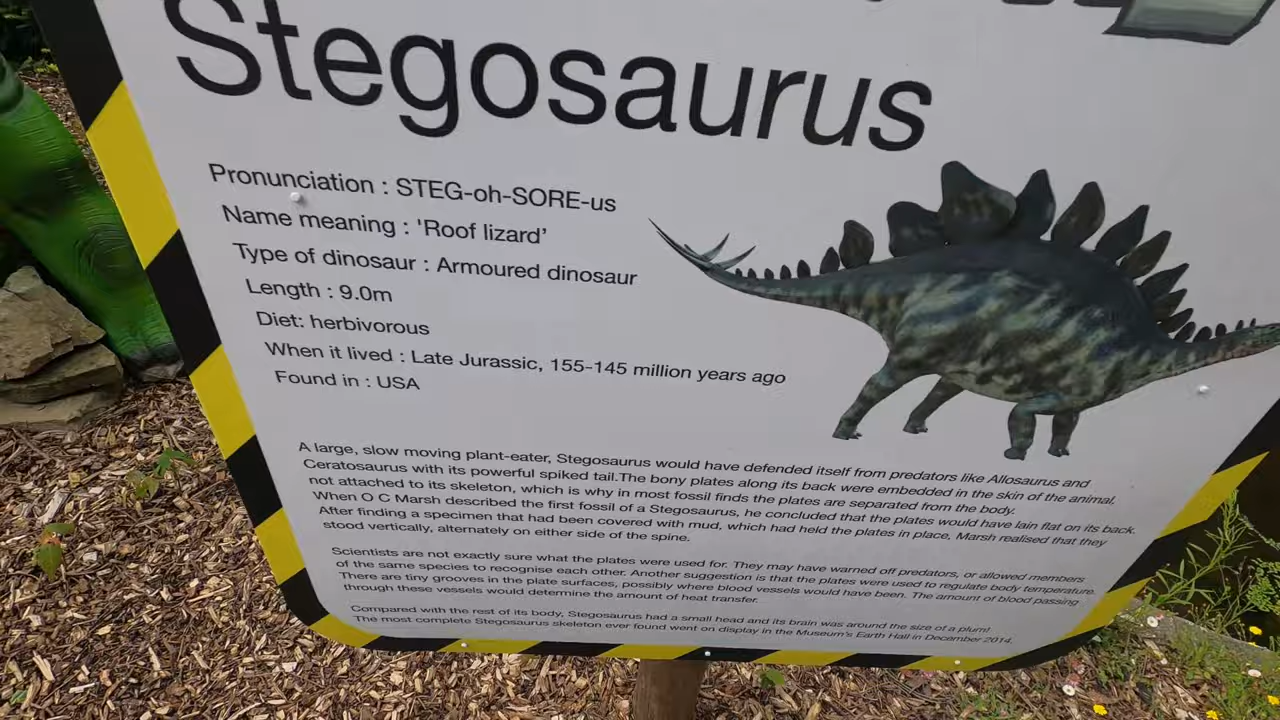 Stegosaurus
Pronunciation : STEG-oh-SORE-us
Name meaning : 'Roof lizard'
Type of dinosaur : Armoured dinosaur
Length : 9.0m
Diet: herbivorous
When it lived : Late Jurassic, 155-145 million years ago
Found in : USA
A large, slow moving plant-eater, Stegosaurus would have defended itself from predators like Allosaurus and
Ceratosaurus with its powerful spiked tail.The bony plates along its back were embedded in the skin of the animal,
not attached to its skeleton, which is why in most fossil finds the plates are separated from the body.
When O C Marsh described the first fossil of a Stegosaurus, he concluded that the plates would have lain flat on its back.
After finding a specimen that had been covered with mud, which had held the plates in place, Marsh realised that they
stood vertically, alternately on either side of the spine.
Scientists are not exactly sure what the plates were used for. They may have warned off predators, or allowed members
of the same species to recognise each other. Another suggestion is that the plates were used to regulate body temperature.
There are tiny grooves in the plate surfaces, possibly where blood vessels would have been. The amount of blood passing
through these vessels would determine the amount of heat transfer.
Compared with the rest of its body, Stegosaurus had a small head and its brain was around the size of a plum!
The most complete Stegosaurus skeleton ever found went on display in the Museum's Earth Hall in December 2014.